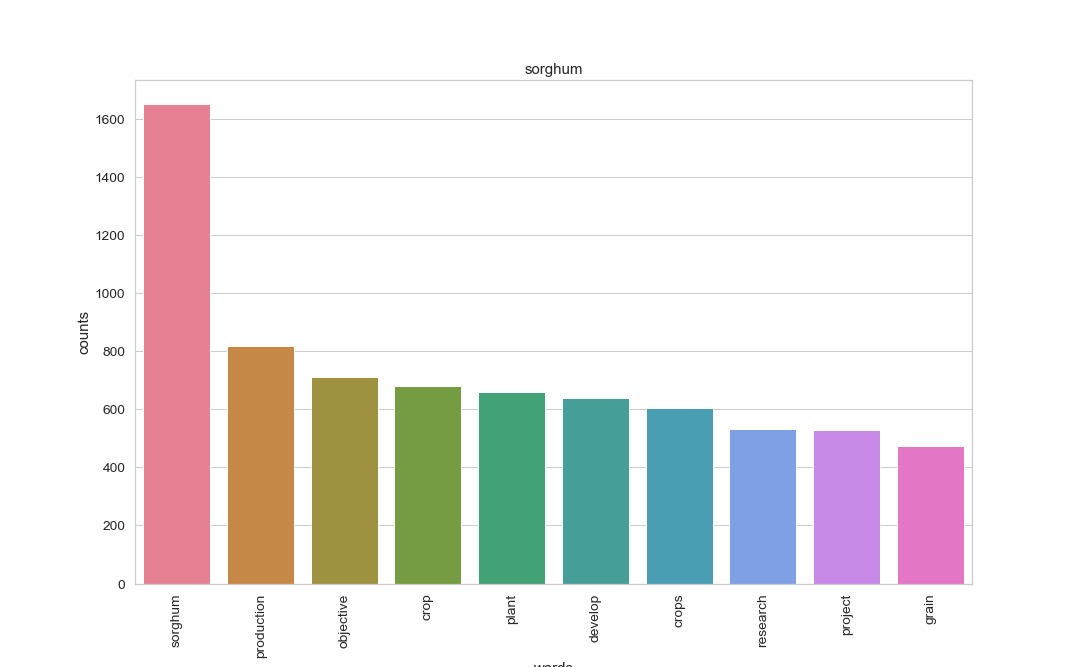 sorghum
1600
1400
1200
1000
800
600
400
200
0
counts
sorghum
production
objective
crop
plant
develop
crops
research
project
grain
words